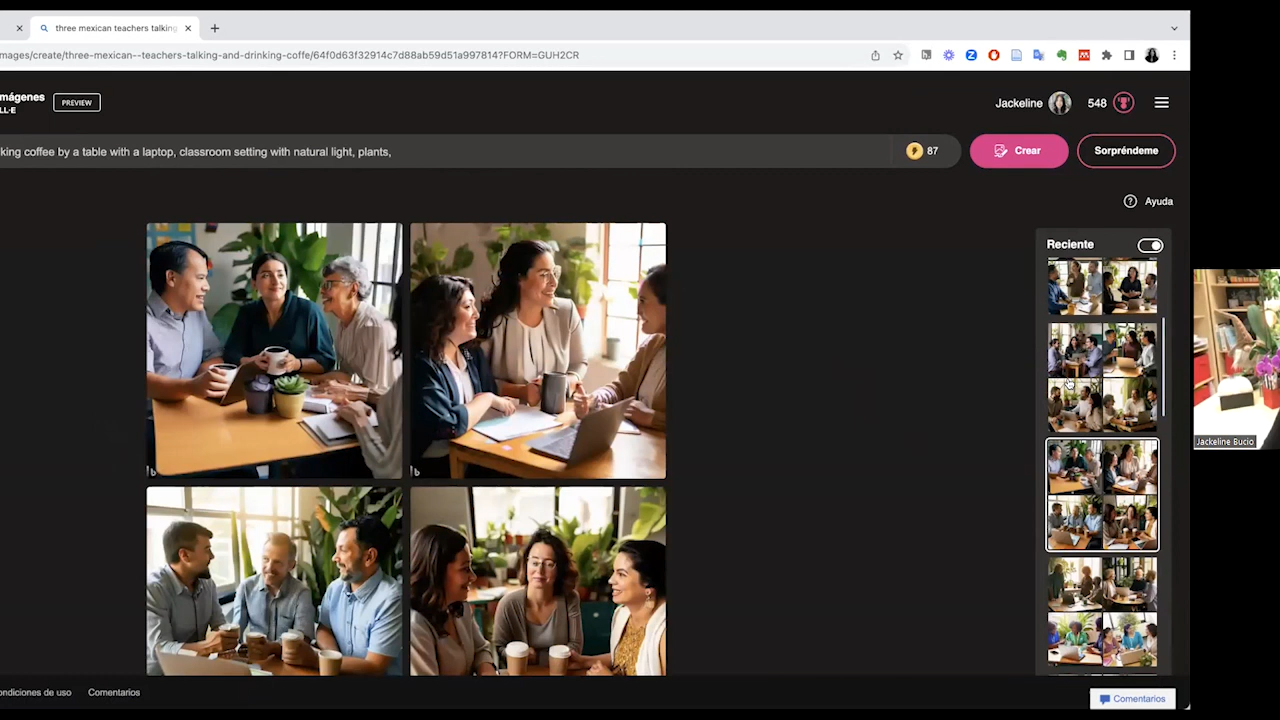 three mexican teachers talking
mages/create/three-mexican--teachers-talking-and-drinking-coffe/64f0d63f32914c7d88ab59d51a997814?FORM=GUH2CR
mágenes
LL·E
PREVIEW
Jackeline
548
king coffee by a table with a laptop, classroom setting with natural light, plants,
87
Crear
Sorpréndeme
Ayuda
Reciente
Jackeline Bucio
ondiciones de uso
Comentarios
Comentarios